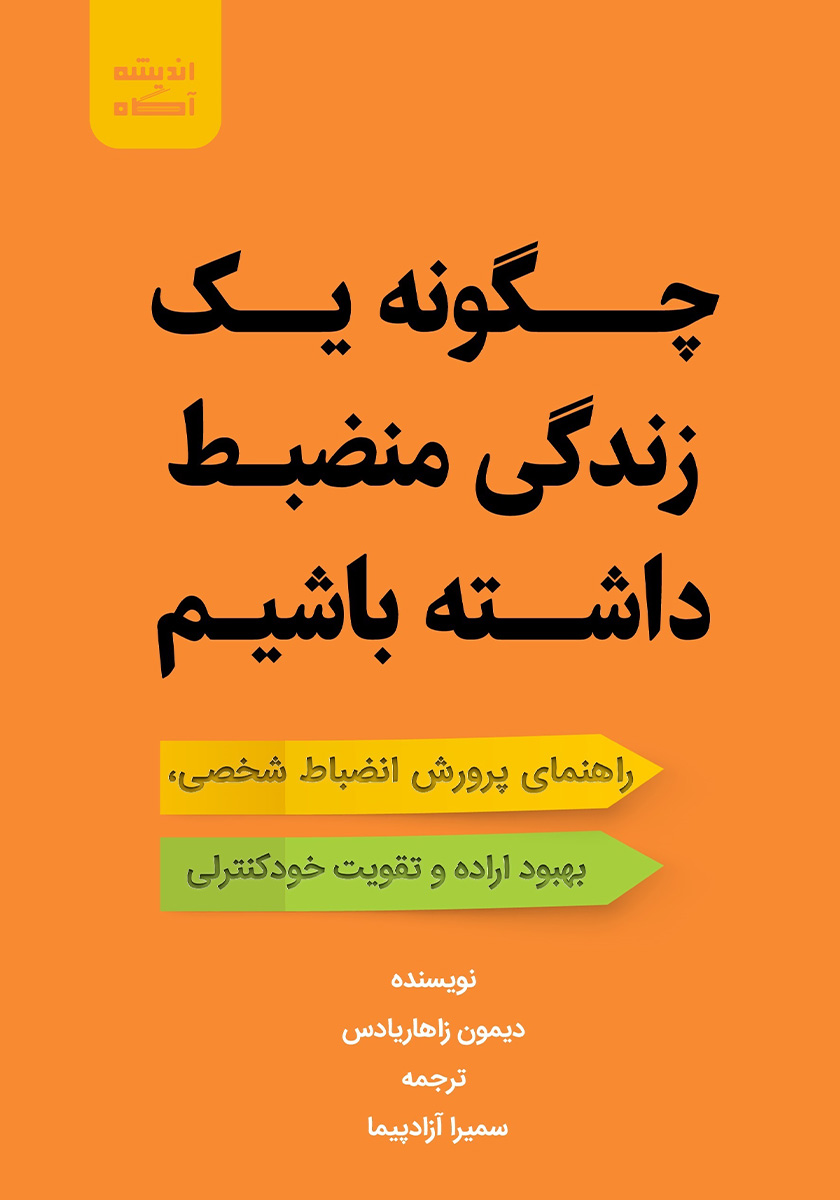 اندیشه
آگاه
چگونه یک
زندگی منضبط
داشته باشیم
راهنمای پرورش انضباط شخصی،
بهبود اراده و تقویت خودکنترلی
نویسنده
دیمون زاهاریادس
ترجمه
سمیرا آزادپیما